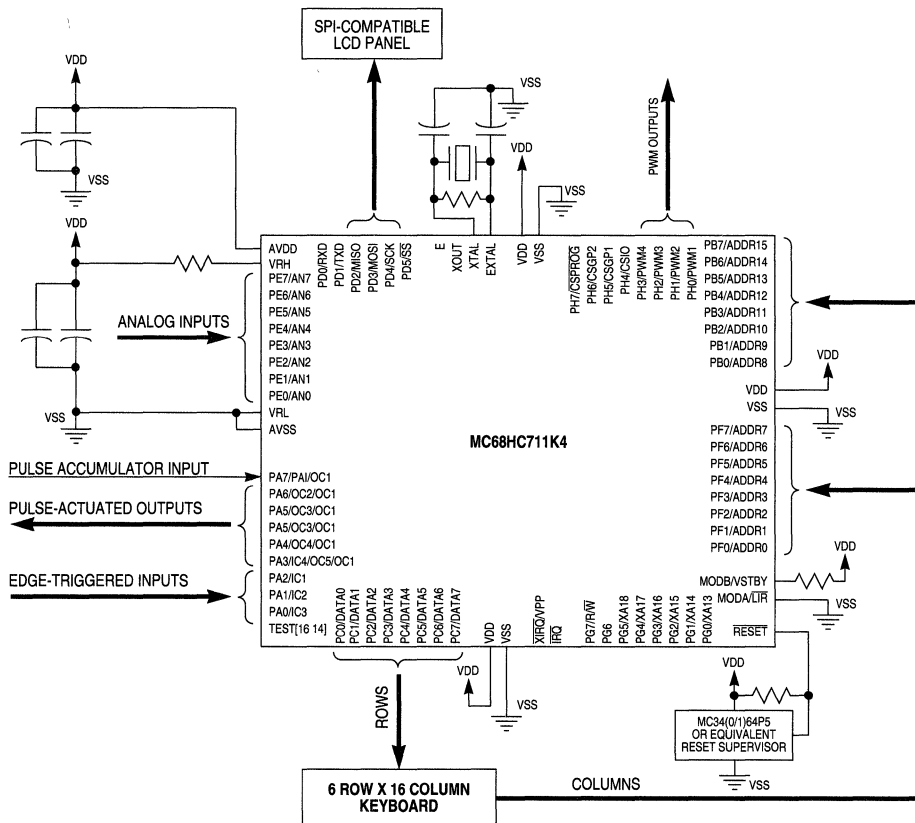 SPI-COMPATIBLE
LCD PANEL
VDD
VSS
VDD
VSS
PWM OUTPUTS
VSS
VDD
AVDD
VRH
PE7/AN7
PE6/AN6
PE5/AN5
PE4/AN4
PE3/AN3
PE2/AN2
PE1/AN1
PE0/AN0
VRL
AVSS
ANALOG INPUTS
VSS
PD0/RXD
PD1/TXD
PD2/MISO
PD3/MOSI
PD4/SCK
PD5/SS
E
XOUT
XTAL
EXTAL
VDD
VSS
PH7/CSPROG
PH6/CSGP2
PH5/CSGP1
PH4/CSIO
PH3/PWM4
PH2/PWM3
PH1/PWM2
PH0/PWM1
PB7/ADDR15
PB6/ADDR14
PB5/ADDR13
PB4/ADDR12
PB3/ADDR11
PB2/ADDR10
PB1/ADDR9
PB0/ADDR8
VDD
VDD
VSS
VSS
MC68HC711K4
PF7/ADDR7
PF6/ADDR6
PF5/ADDR5
PF4/ADDR4
PF3/ADDR3
PF2/ADDR2
PF1/ADDR1
PF0/ADDR0
PULSE ACCUMULATOR INPUT
PA7/PAI/OC1
PULSE-ACTUATED OUTPUTS
PA6/OC2/OC1
PA5/OC3/OC1
PA5/OC3/OC1
PA4/OC4/OC1
PA3/IC4/OC5/OC1
EDGE-TRIGGERED INPUTS
PA2/IC1
PA1/IC2
PA0/IC3
TEST[16 14]
VDD
MODB/VSTBY
MODA/LIR
VSS
RESET
PC0/DATA0
PC1/DATA1
PC2/DATA2
PC3/DATA3
PC4/DATA4
PC5/DATA5
PC6/DATA6
PC7/DATA7
VDD
VSS
XIRQ/VPP
IRQ
PG7/R/W
PG6
PG5/XA18
PG4/XA17
PG3/XA16
PG2/XA15
PG1/XA14
PG0/XA13
VDD
VSS
ROWS
VDD
MC34(0/1)64P5
OR EQUIVALENT
RESET SUPERVISOR
VSS
6 ROW X 16 COLUMN
KEYBOARD
COLUMNS